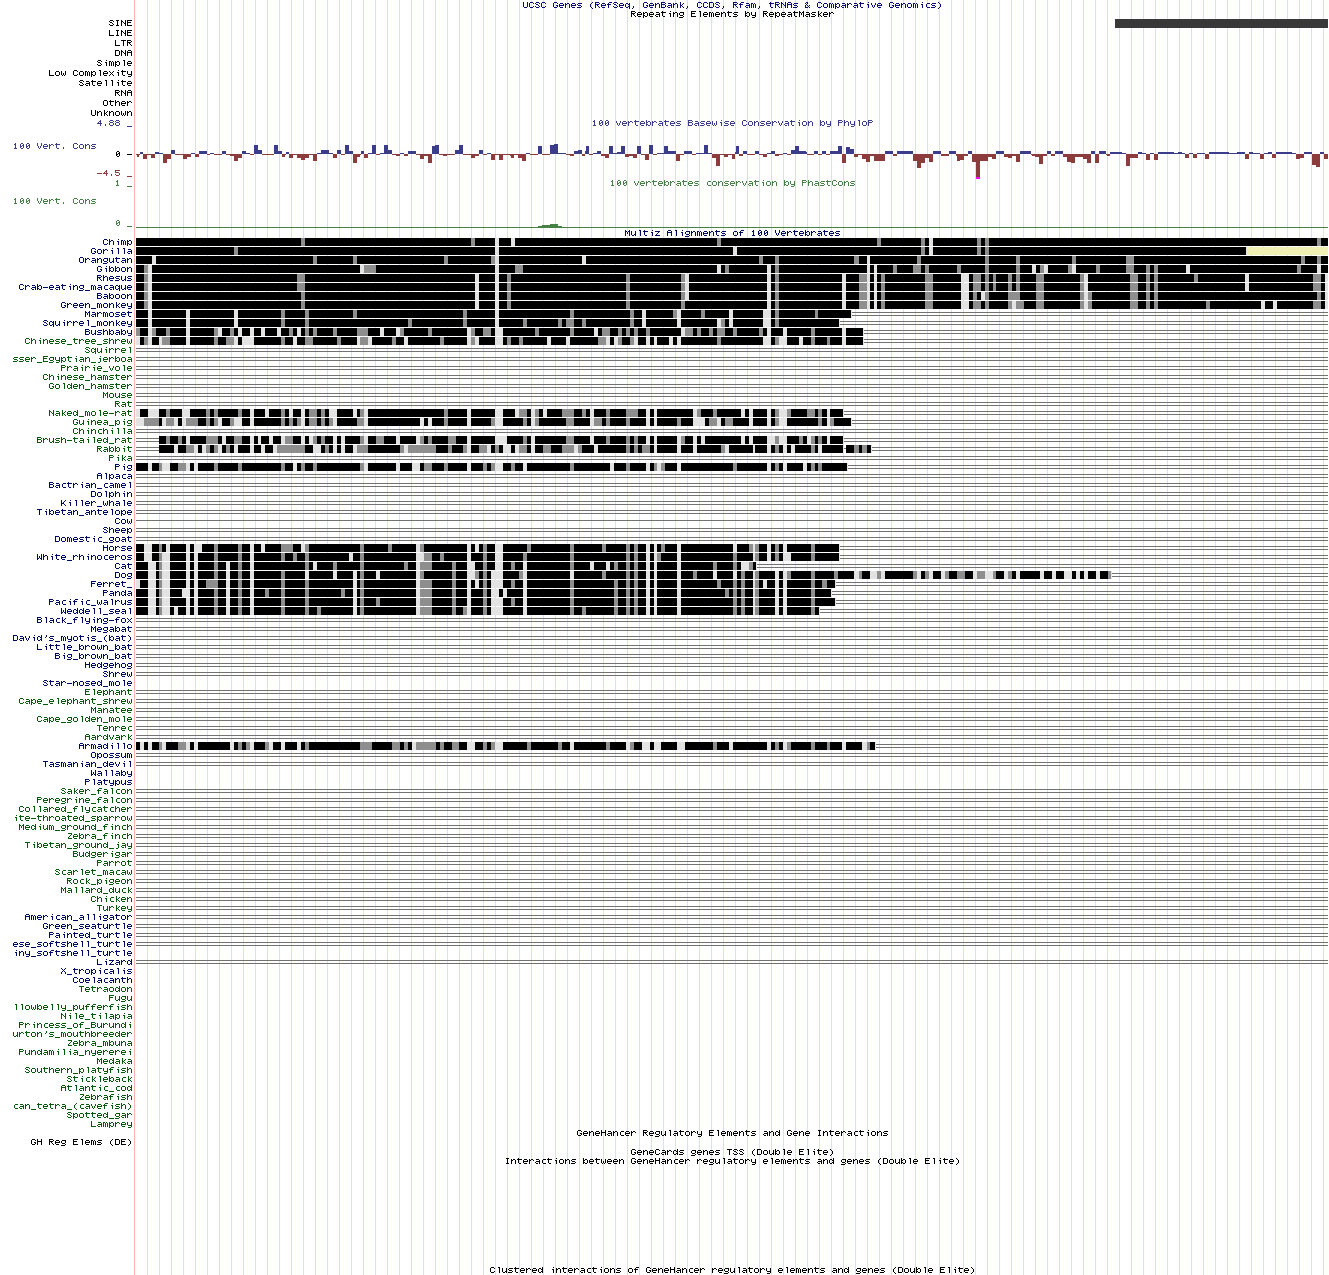 UCSC Genes (RefSeq, GenBank, CCDS, Rfam, tRNAs & Comparative Genomics)
Repeating Elements by RepeatMasker
SINE
LINE
LTR
DNA
Simple
Low Complexity
Satellite
RNA
Other
Unknown
4.88 _
100 vertebrates Basewise Conservation by PhyloP
100 Vert. Cons
0 _
-4.5 _
1 _
100 vertebrates conservation by PhastCons
100 Vert. Cons
0 _
Multiz Alignments of 100 Vertebrates
Chimp
Gorilla
Orangutan
Gibbon
Rhesus
Crab-eating_macaque
Baboon
Green_monkey
Marmoset
Squirrel_monkey
Bushbaby
Chinese_tree_shrew
Squirrel
sser_Egyptian_jerboa
Prairie_vole
Chinese_hamster
Golden_hamster
Mouse
Rat
Naked_mole-rat
Guinea_pig
Chinchilla
Brush-tailed_rat
Rabbit
Pika
Pig
Alpaca
Bactrian_camel
Dolphin
Killer_whale
Tibetan_antelope
Cow
Sheep
Domestic_goat
Horse
White_rhinoceros
Cat
Dog
Ferret_
Panda
Pacific_walrus
Weddell_seal
Black_flying-fox
Megabat
David's_myotis_(bat)
Little_brown_bat
Big_brown_bat
Hedgehog
Shrew
Star-nosed_mole
Elephant
Cape_elephant_shrew
Manatee
Cape_golden_mole
Tenrec
Aardvark
Armadillo
Opossum
Tasmanian_devil
Wallaby
Platypus
Saker_falcon
Peregrine_falcon
Collared_flycatcher
ite-throated_sparrow
Medium_ground_finch
Zebra_finch
Tibetan_ground_jay
Budgerigar
Parrot
Scarlet_macaw
Rock_pigeon
Mallard_duck
Chicken
Turkey
American_alligator
Green_seaturtle
Painted_turtle
ese_softshell_turtle
iny_softshell_turtle
Lizard
X_tropicalis
Coelacanth
Tetraodon
Fugu
llowbelly_pufferfish
Nile_tilapia
Princess_of_Burundi
urton's_mouthbreeder
Zebra_mbuna
Pundamilia_nyererei
Medaka
Southern_platyfish
Stickleback
Atlantic_cod
Zebrafish
can_tetra_(cavefish)
Spotted_gar
Lamprey
GeneHancer Regulatory Elements and Gene Interactions
GH Reg Elems (DE)
GeneCards genes TSS (Double Elite)
Interactions between GeneHancer regulatory elements and genes (Double Elite)
Clustered interactions of GeneHancer regulatory elements and genes (Double Elite)